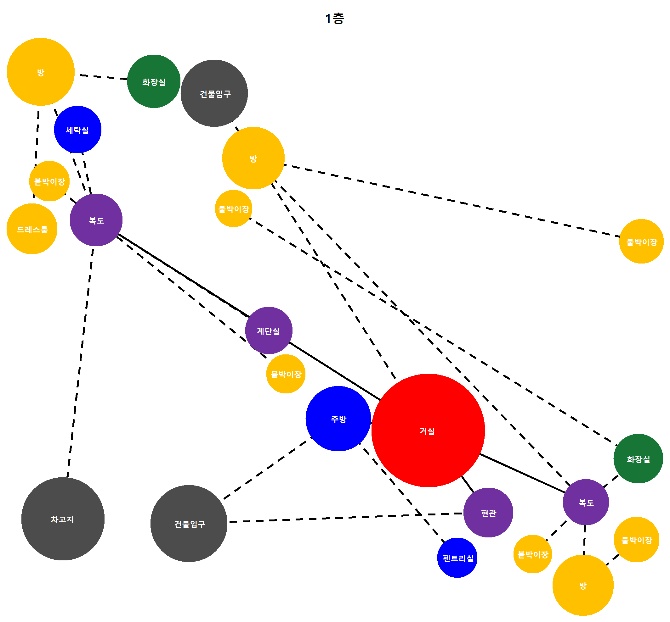 1층
방
화장실
건물입구
세탁실
방
붙박이장
붙박이장
복도
드레스룸
붙박이장
계단실
붙박이장
주방
거실
화장실
복도
현관
차고지
건물입구
붙박이장
붙박이장
팬트리실
방